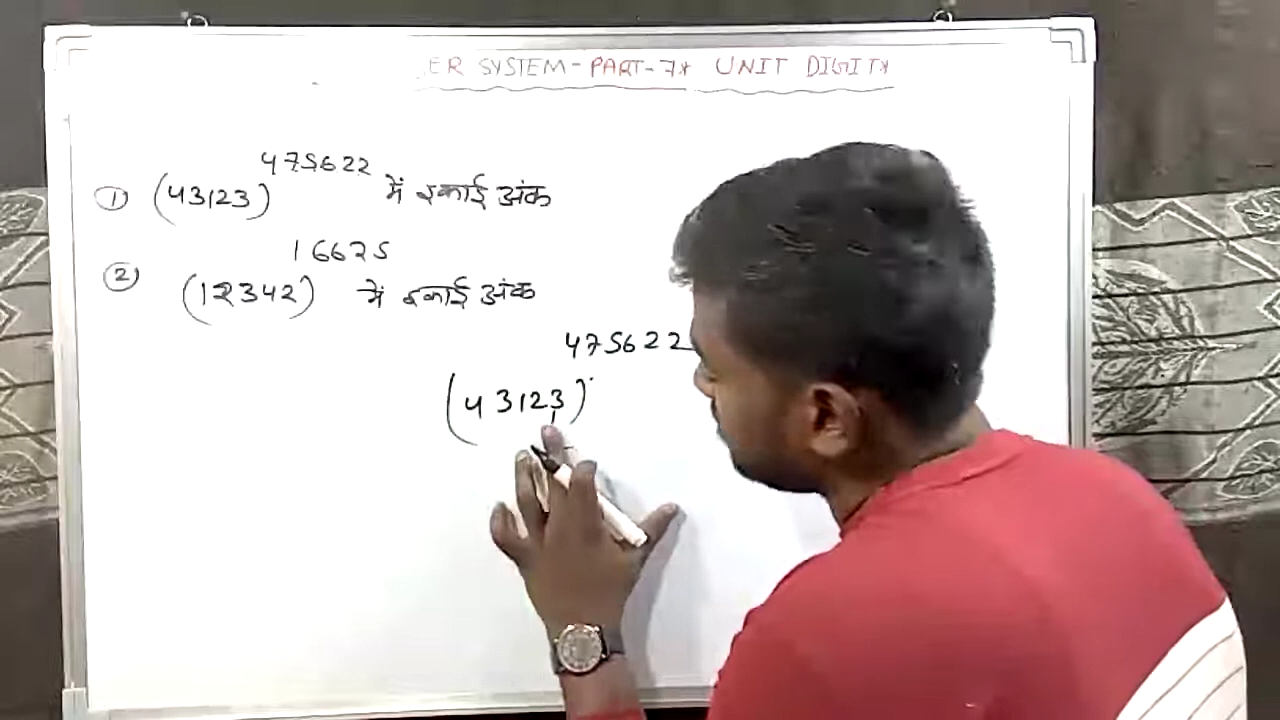 ER SYSTEM - PART-7* UNIT DIGIT*
① (43123)^475622 में इकाई अंक
② (12342)^16625 में इकाई अंक
(43123)^475622